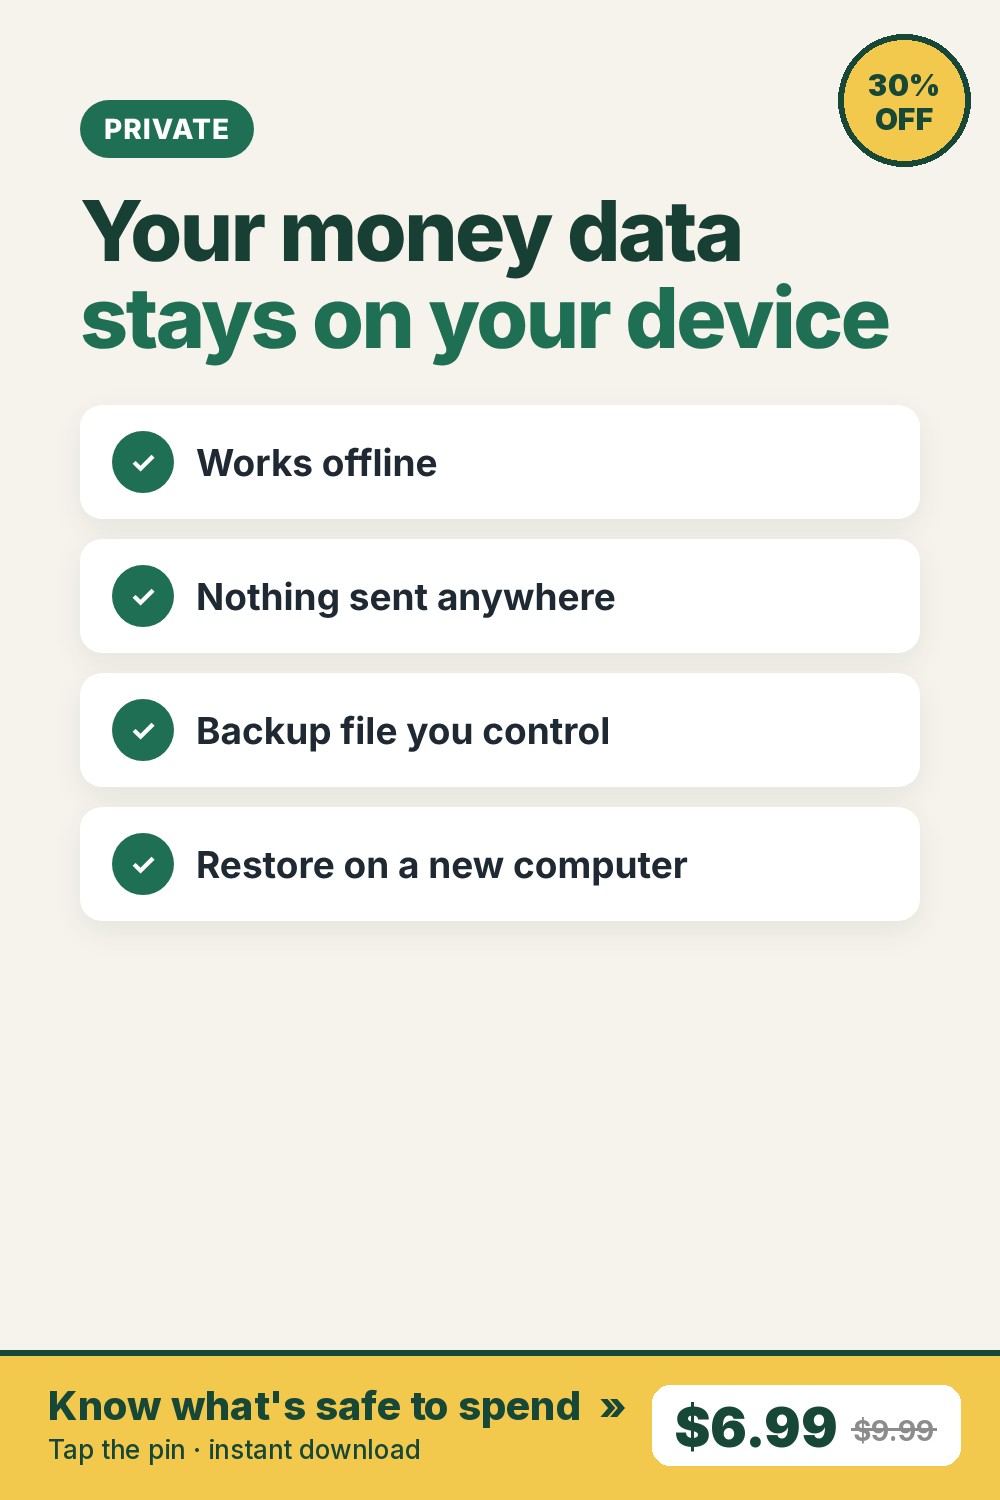 30%
OFF
PRIVATE
Your money data
stays on your device
Works offline
Nothing sent anywhere
Backup file you control
Restore on a new computer
Know what's safe to spend »
Tap the pin · instant download
$6.99 $9.99